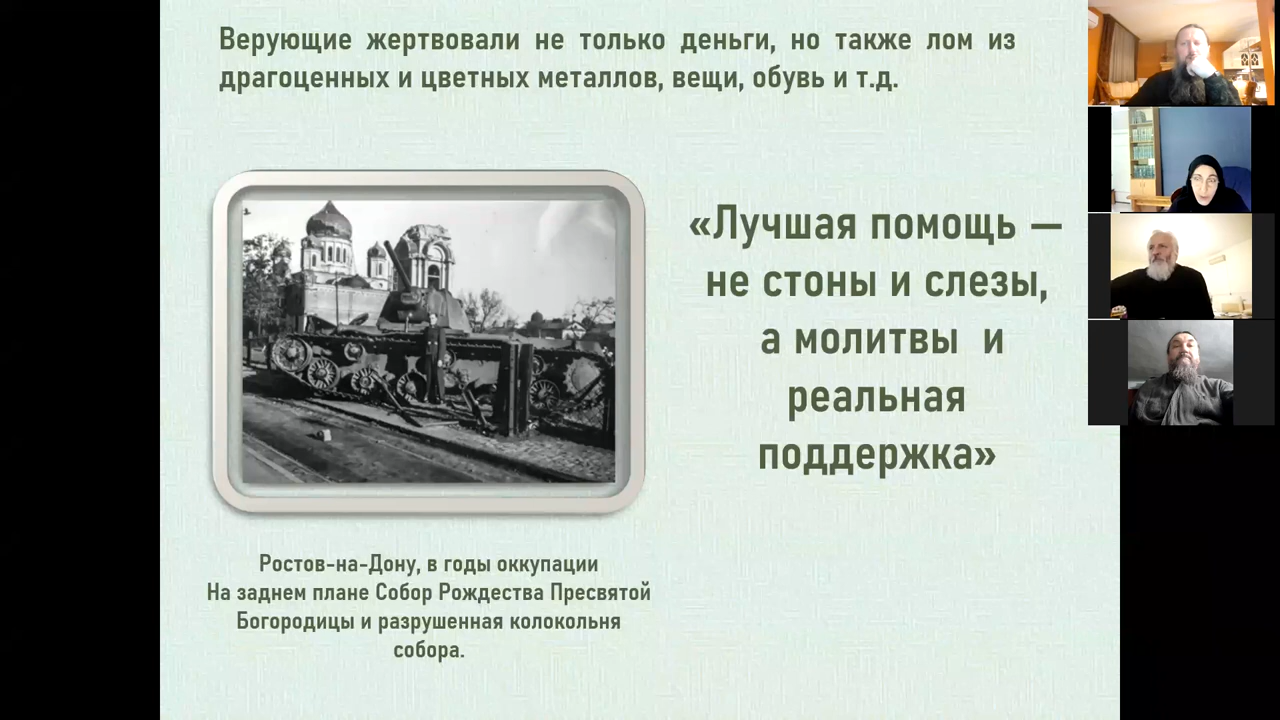 Верующие жертвовали не только деньги, но также лом из
драгоценных и цветных металлов, вещи, обувь и т.д.
«Лучшая помощь —
не стоны и слезы,
а молитвы и
реальная
поддержка»
Ростов-на-Дону, в годы оккупации
На заднем плане Собор Рождества Пресвятой
Богородицы и разрушенная колокольня
собора.